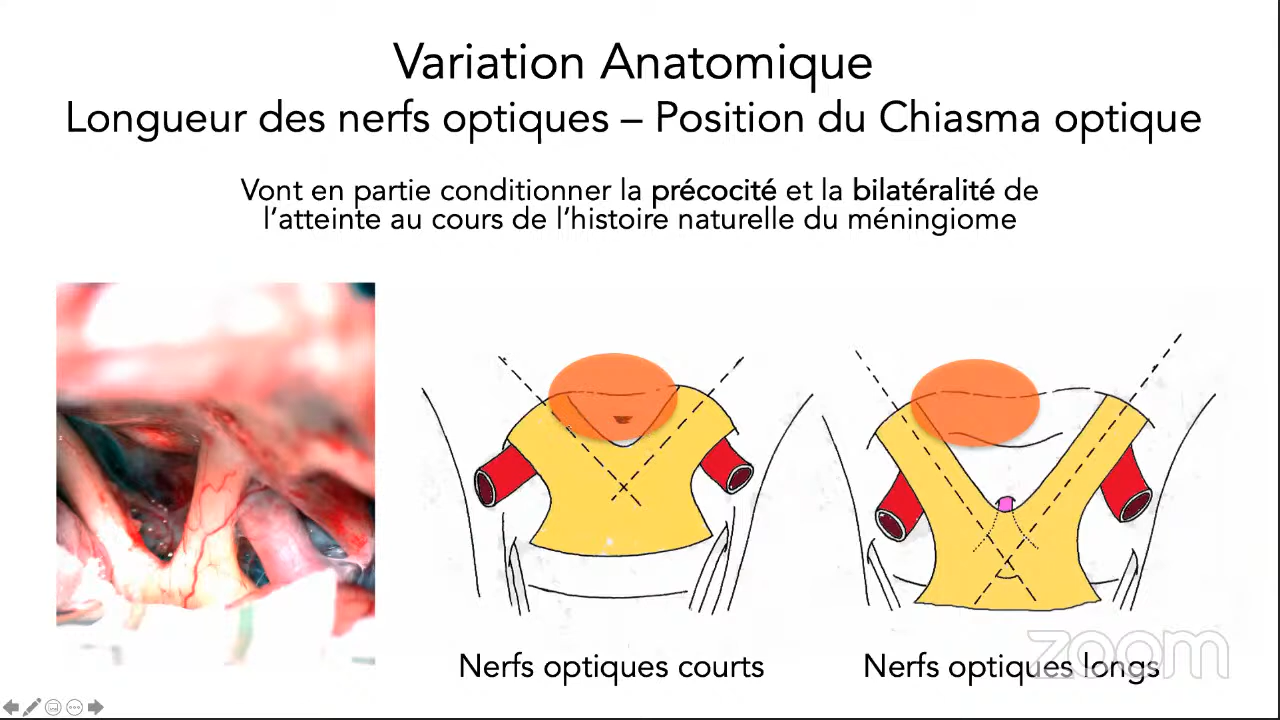 Variation Anatomique
Longueur des nerfs optiques – Position du Chiasma optique
Vont en partie conditionner la précocité et la bilatéralité de
l’atteinte au cours de l’histoire naturelle du méningiome
Nerfs optiques courts
Nerfs optiques longs
zoom